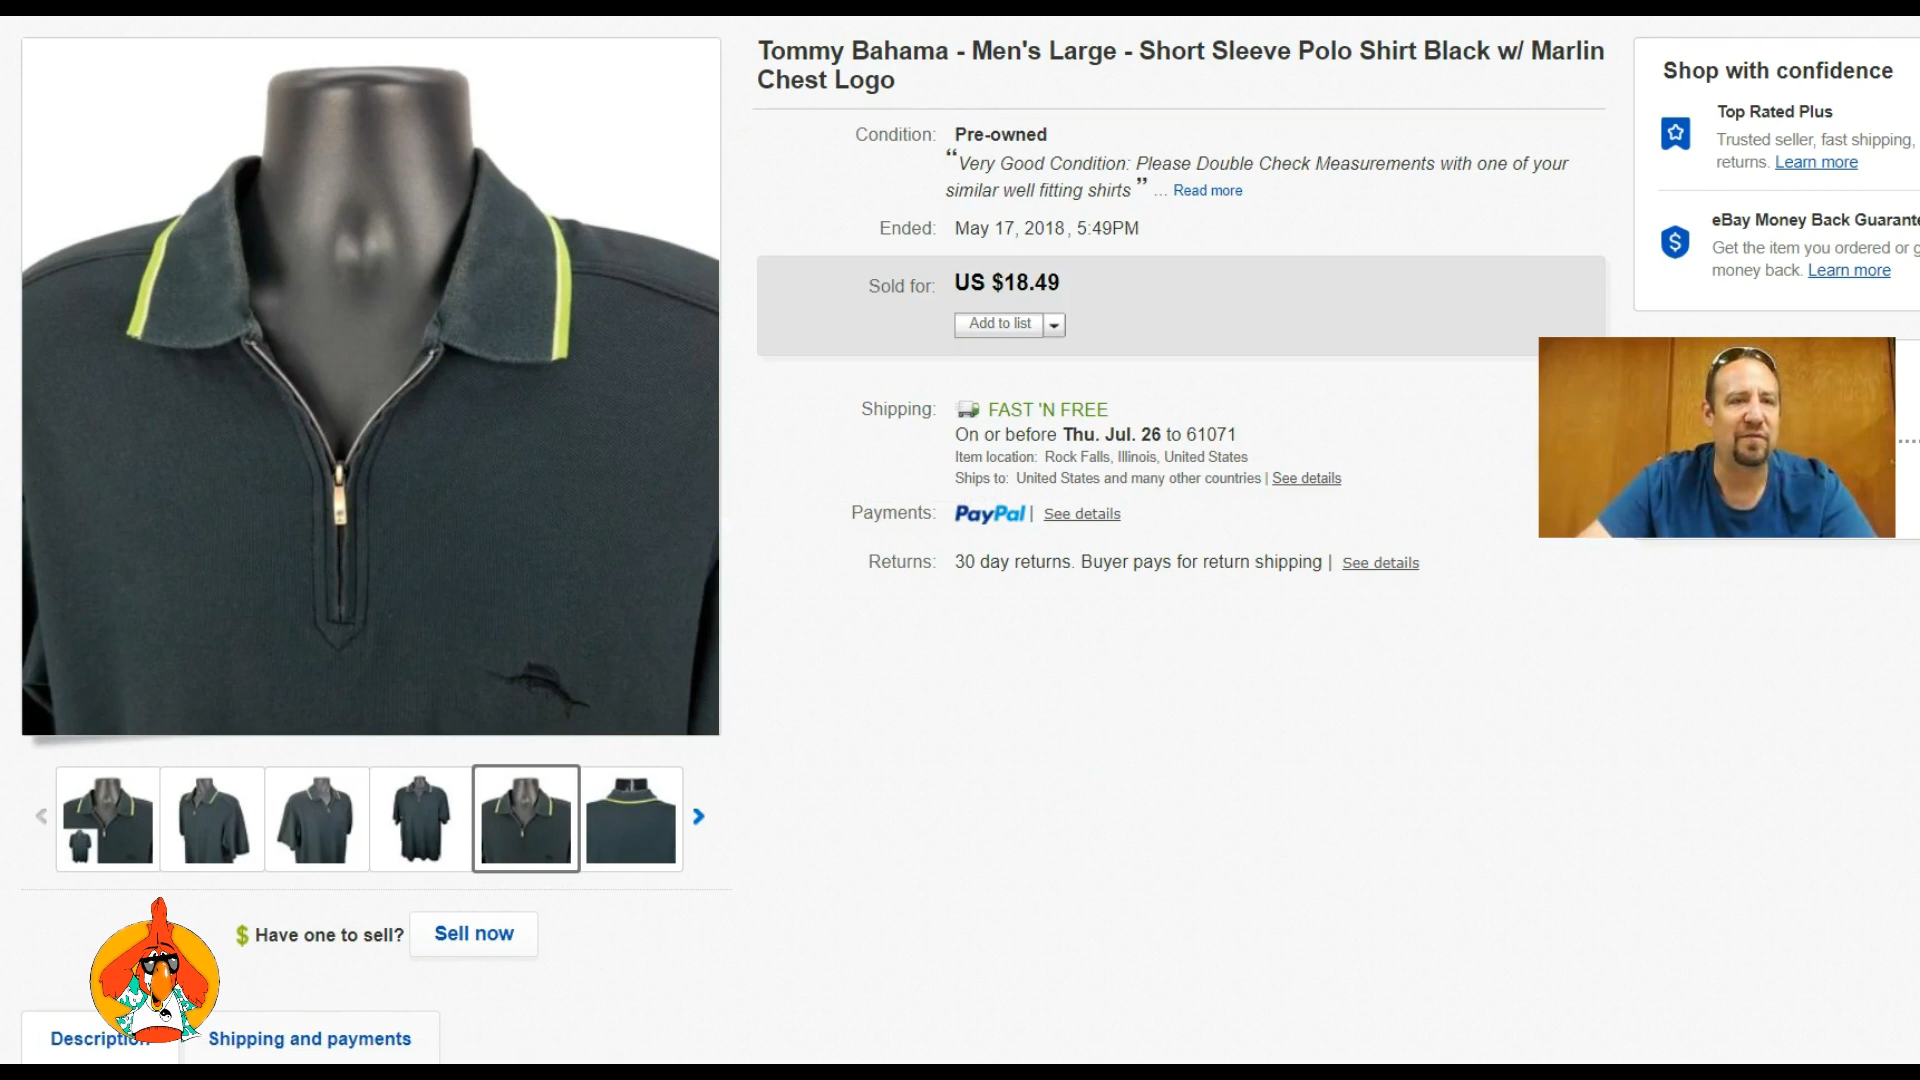 Tommy Bahama - Men's Large - Short Sleeve Polo Shirt Black w/ Marlin
Chest Logo
Condition: Pre-owned
“Very Good Condition: Please Double Check Measurements with one of your
similar well fitting shirts ” ... Read more
Ended: May 17, 2018 , 5:49PM
Sold for: US $18.49
Add to list
Shipping: FAST 'N FREE
On or before Thu. Jul. 26 to 61071
Item location: Rock Falls, Illinois, United States
Ships to: United States and many other countries | See details
Payments: PayPal | See details
Returns: 30 day returns. Buyer pays for return shipping | See details
Shop with confidence
Top Rated Plus
Trusted seller, fast shipping,
returns. Learn more
eBay Money Back Guarante
Get the item you ordered or g
money back. Learn more
$ Have one to sell? Sell now
Description Shipping and payments